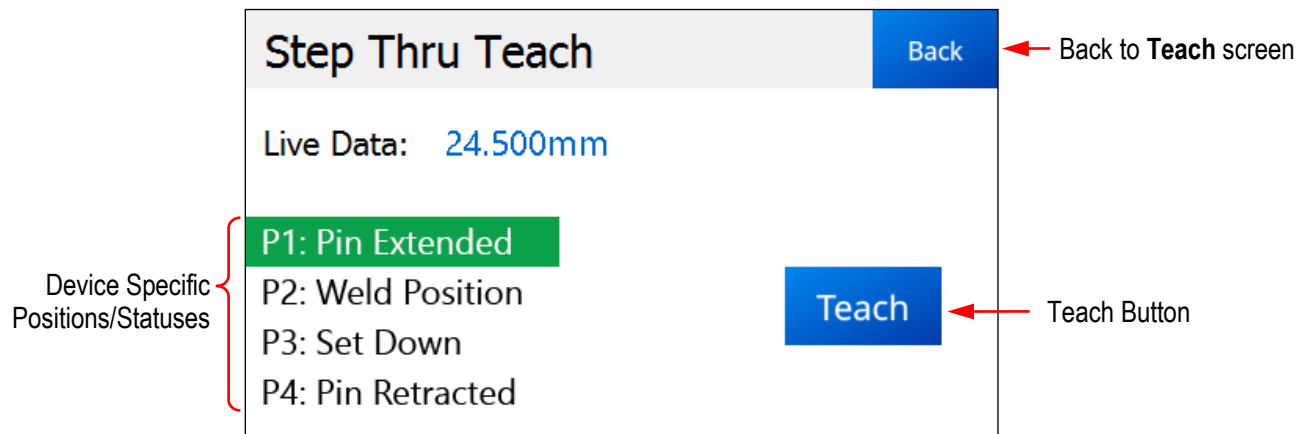 Step Thru Teach
Back
Back to Teach screen
Live Data: 24.500mm
Device Specific
Positions/Statuses
P1: Pin Extended
P2: Weld Position
P3: Set Down
P4: Pin Retracted
Teach
Teach Button